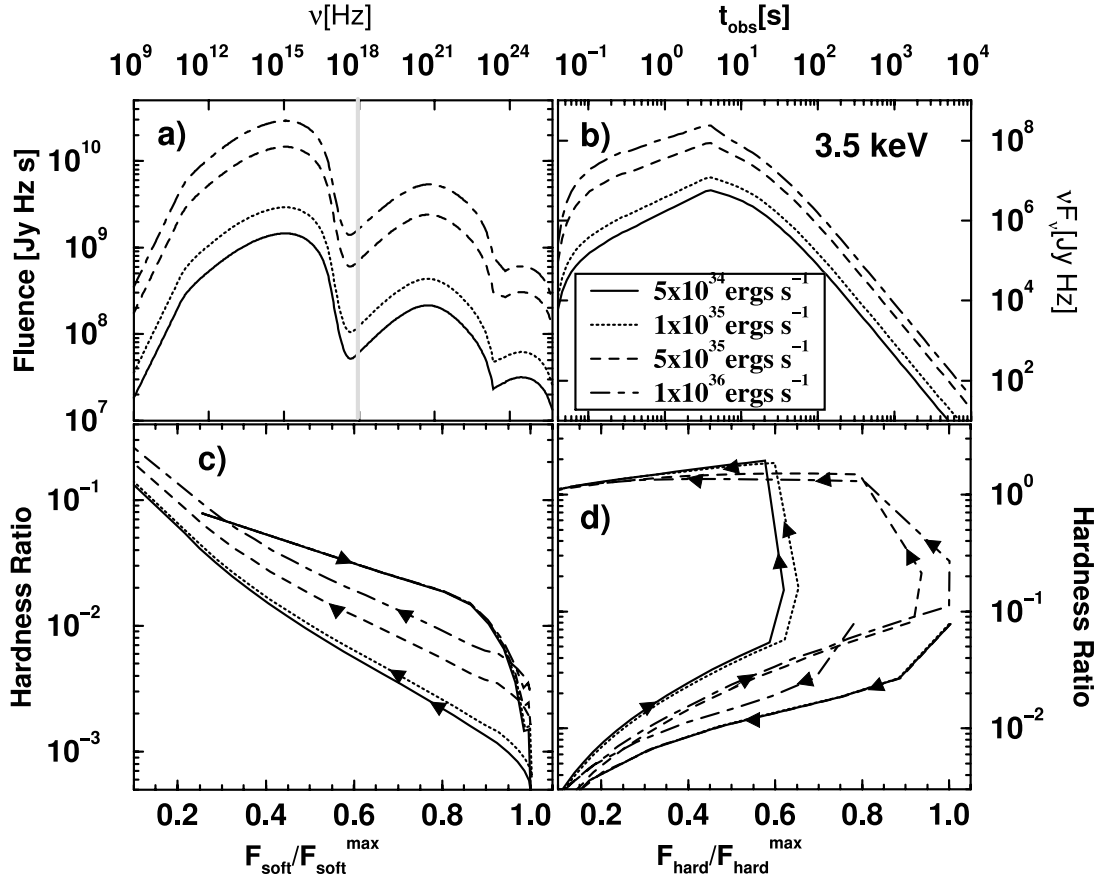 ν[Hz]
t_obs[s]
10^9 10^12 10^15 10^18 10^21 10^24
10^-1 10^0 10^1 10^2 10^3 10^4
a)
b)
3.5 keV
Fluence [Jy Hz s]
10^10
10^9
10^8
10^7
νF_ν[Jy Hz]
10^8
10^6
10^4
10^2
5x10^34 ergs s^-1
1x10^35 ergs s^-1
5x10^35 ergs s^-1
1x10^36 ergs s^-1
c)
d)
Hardness Ratio
10^-1
10^-2
10^-3
Hardness Ratio
10^0
10^-1
10^-2
0.2 0.4 0.6 0.8 1.0
0.2 0.4 0.6 0.8 1.0
F_soft/F_soft^max
F_hard/F_hard^max